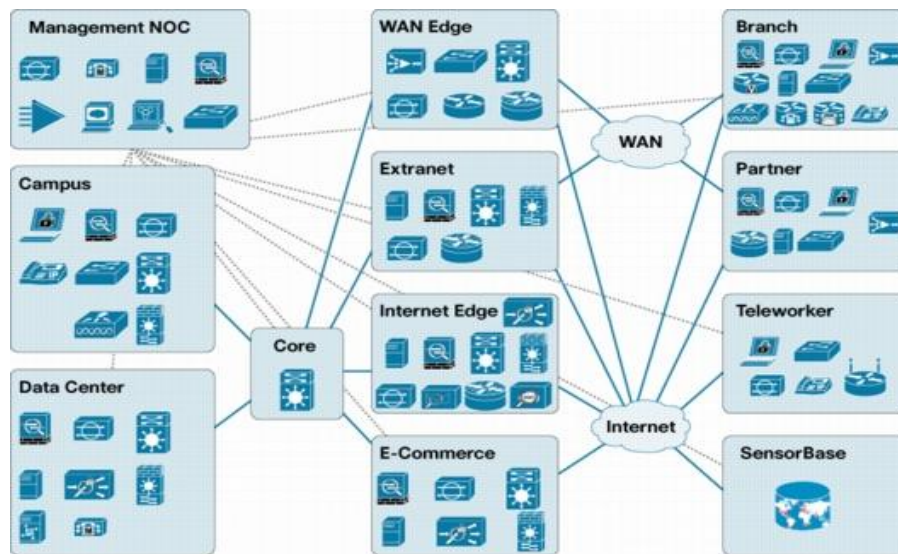 Management NOC
WAN Edge
Branch
WAN
Campus
Extranet
Partner
Internet Edge
Core
Teleworker
Data Center
Internet
E-Commerce
SensorBase